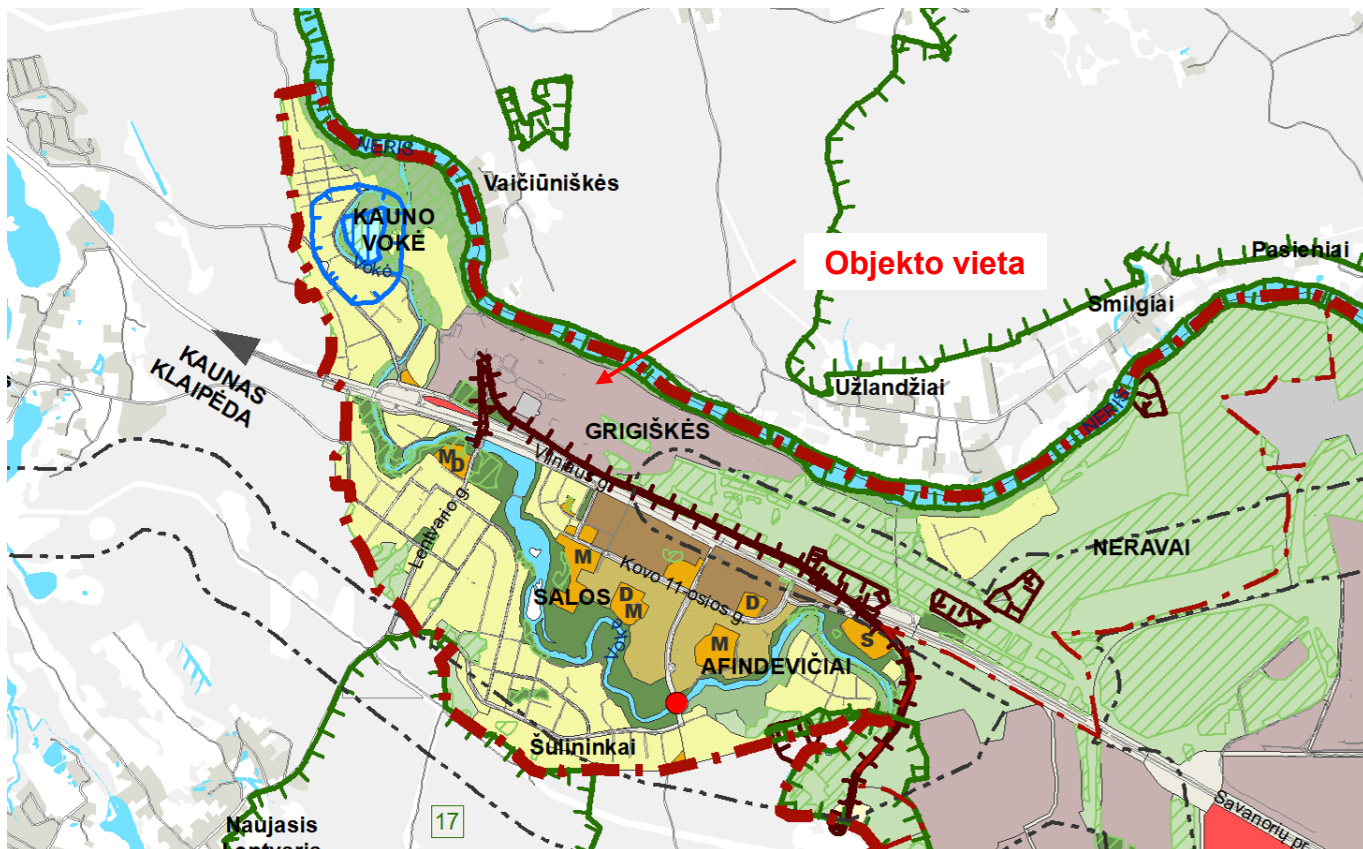 NERIS
Vaičiūniškės
KAUNO
VOKĖ
Vokė
Objekto vieta
Pasieniai
Smilgiai
KAUNAS
KLAIPĖDA
Užlandžiai
NERIS
GRIGIŠKĖS
Vilniaus g.
M
D
Lentvario g.
NERAVAI
M
Kovo 11-osios g.
SALOS
D
M
D
Vokė
M
S
AFINDEVIČIAI
Šulininkai
Savanorių pr.
17
Naujasis
Lentvaris